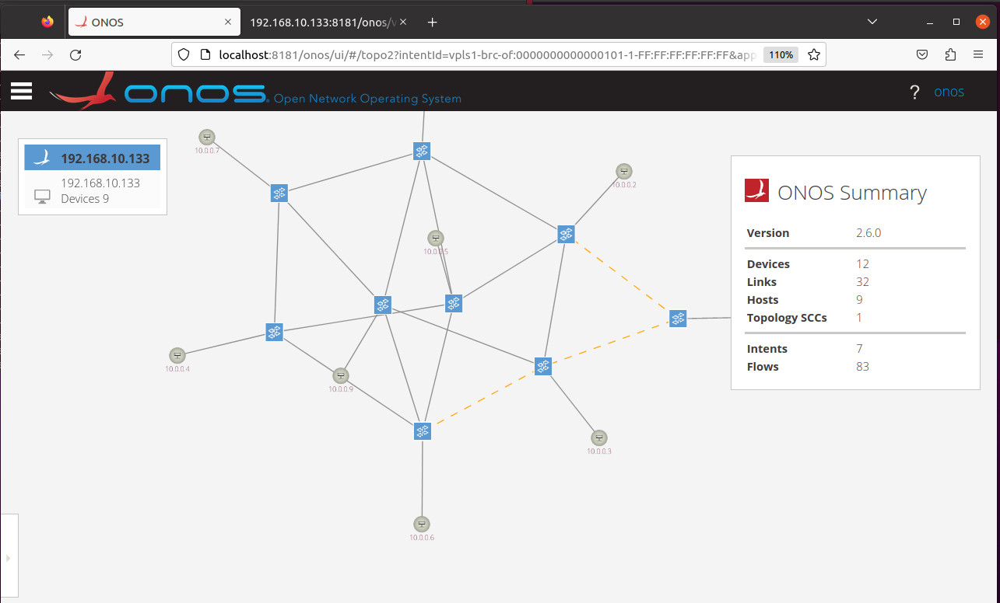 ONOS
192.168.10.133:8181/onos/v
localhost:8181/onos/ui/#/topo2?intentId=vpls1-brc-of:0000000000000101-1-FF:FF:FF:FF:FF:FF&app
110%
onos Open Network Operating System
? onos
192.168.10.133
192.168.10.133
Devices 9
10.0.0.7
10.0.0.2
10.0.0.5
10.0.0.4
10.0.0.9
10.0.0.3
10.0.0.6
ONOS Summary
Version 2.6.0
Devices 12
Links 32
Hosts 9
Topology SCCs 1
Intents 7
Flows 83